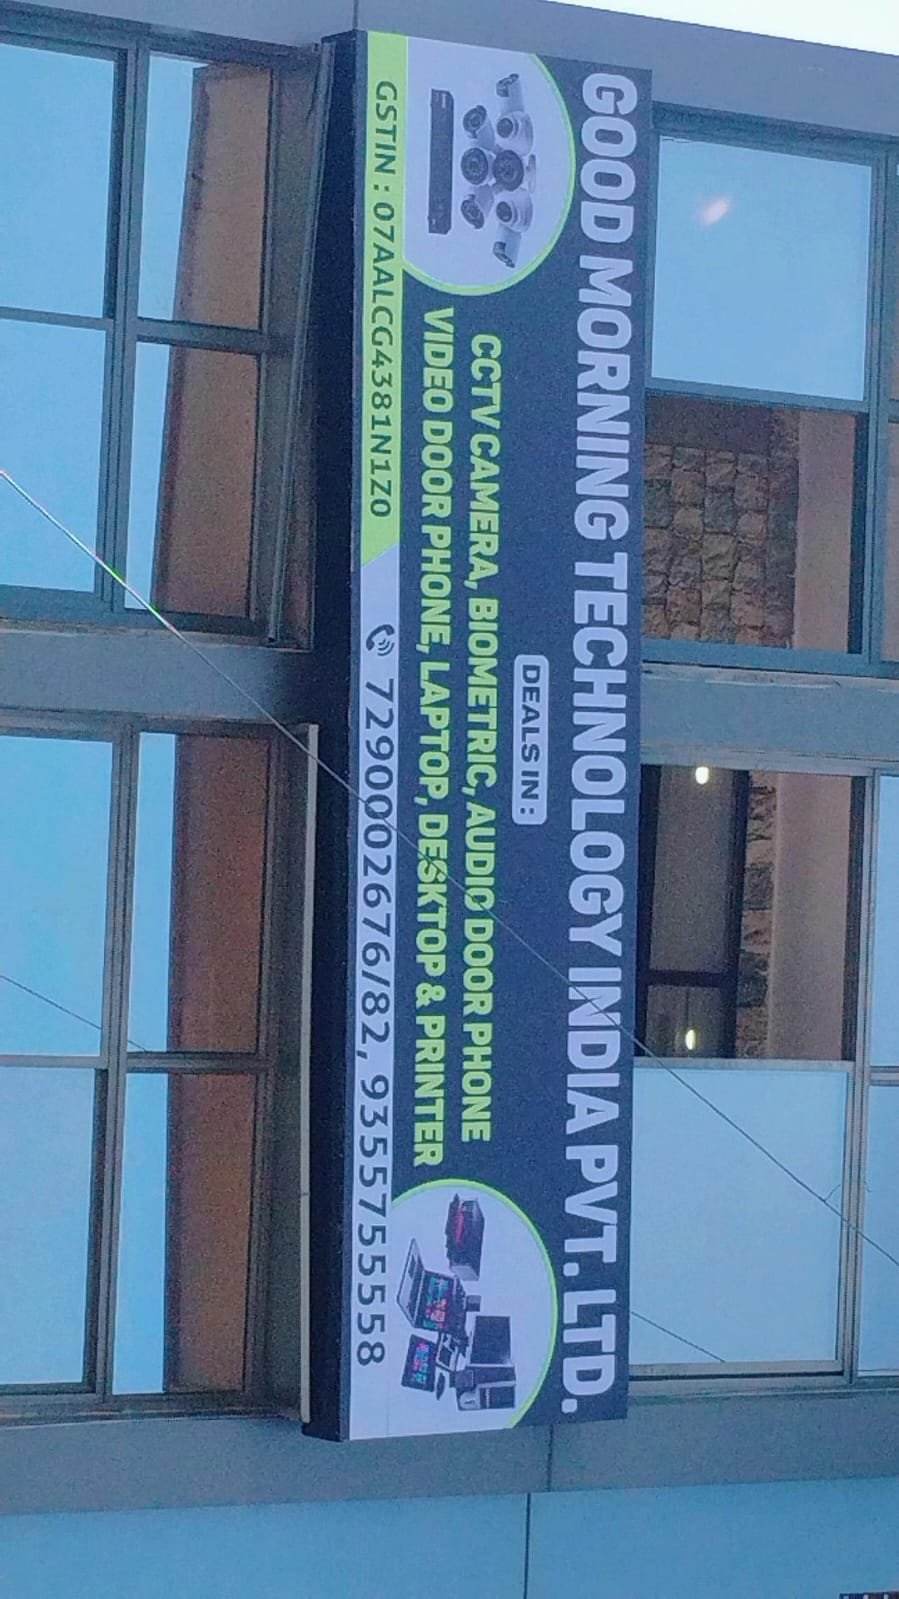 GOOD MORNING TECHNOLOGY INDIA PVT. LTD.
DEALS IN :
CCTV CAMERA, BIOMETRIC, AUDIO DOOR PHONE
VIDEO DOOR PHONE, LAPTOP, DESKTOP & PRINTER
GSTIN : 07AALCG4381N1Z0
7290002676/82, 9355755558